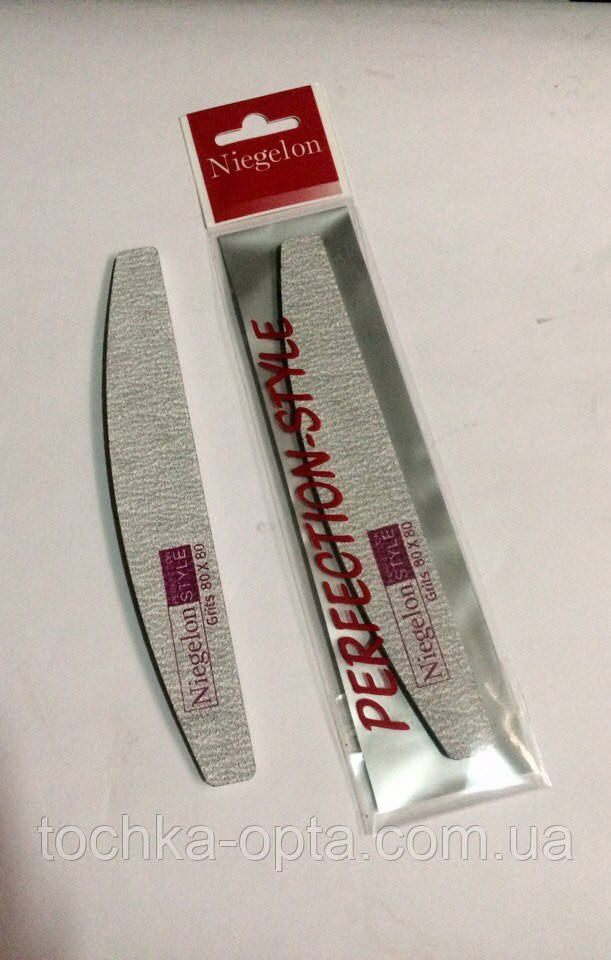 Niegelon
PERFECTION-STYLE
Niegelon
STYLE
Grits 80 X 80
Niegelon
STYLE
Grits 80 X 80
tochka-opta.com.ua